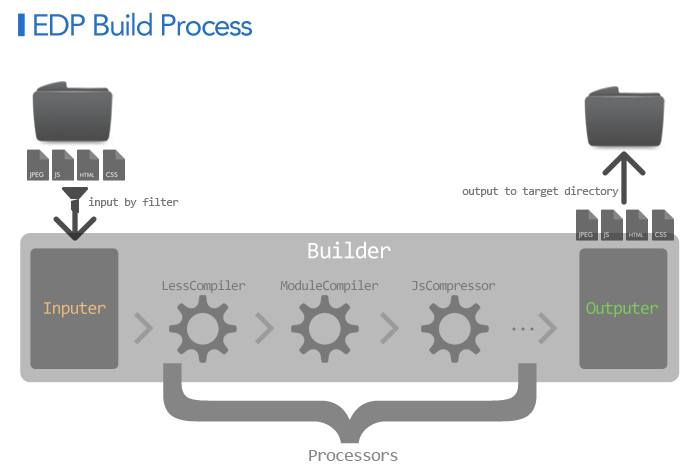 EDP Build Process
JPEG JS HTML CSS
input by filter
output to target directory
JPEG JS HTML CSS
Builder
LessCompiler ModuleCompiler JsCompressor
Inputer
...
Outputer
Processors